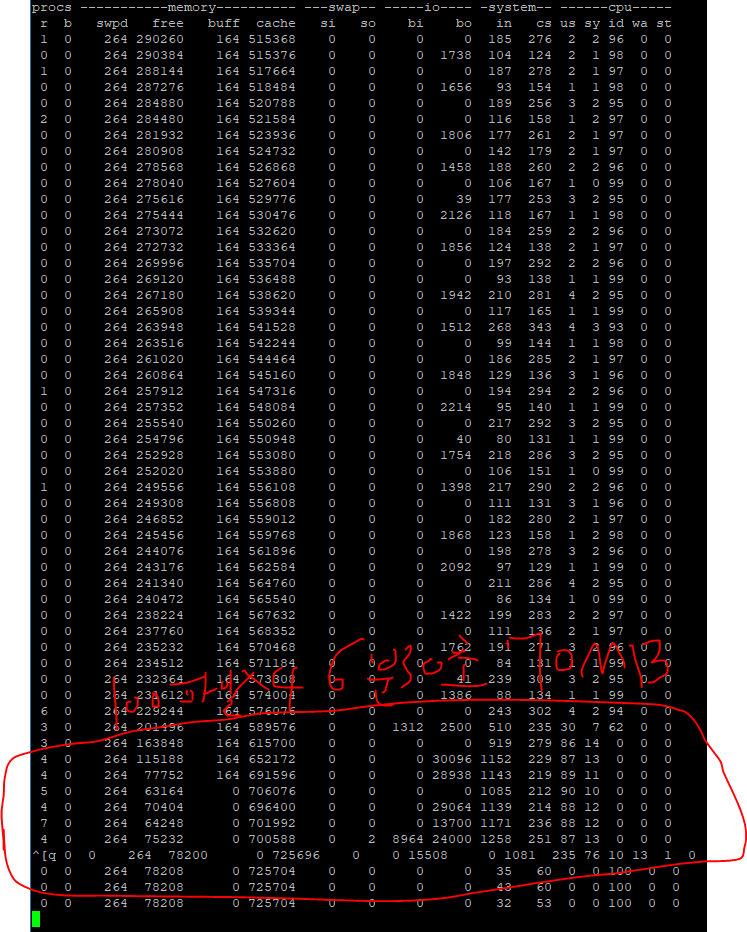 procs -----------memory---------- ---swap-- -----io---- -system-- ----cpu-----
r b swpd free buff cache si so bi bo in cs us sy id wa st
1 0 264 290260 164 515368 0 0 0 0 185 276 2 2 96 0 0
0 0 264 290384 164 515376 0 0 0 1738 104 124 2 1 98 0 0
1 0 264 288144 164 517664 0 0 0 0 187 278 2 1 97 0 0
0 0 264 287276 164 518484 0 0 0 1656 93 154 1 1 98 0 0
0 0 264 284880 164 520788 0 0 0 0 189 256 3 2 95 0 0
2 0 264 284480 164 521584 0 0 0 0 116 158 1 2 97 0 0
0 0 264 281932 164 523936 0 0 0 1806 177 261 2 1 97 0 0
0 0 264 280908 164 524732 0 0 0 0 142 179 2 1 97 0 0
0 0 264 278568 164 526868 0 0 0 1458 188 260 2 2 96 0 0
0 0 264 278040 164 527604 0 0 0 0 106 167 1 0 99 0 0
0 0 264 275616 164 529776 0 0 0 39 177 253 3 2 95 0 0
0 0 264 275444 164 530476 0 0 0 2126 118 167 1 1 98 0 0
0 0 264 273072 164 532620 0 0 0 0 184 259 2 2 96 0 0
0 0 264 272732 164 533364 0 0 0 1856 124 138 2 1 97 0 0
0 0 264 269996 164 535704 0 0 0 0 197 292 2 2 96 0 0
0 0 264 269120 164 536488 0 0 0 0 93 138 1 1 99 0 0
0 0 264 267180 164 538620 0 0 0 1942 210 281 4 2 95 0 0
0 0 264 265908 164 539344 0 0 0 0 117 165 1 1 99 0 0
0 0 264 263948 164 541528 0 0 0 1512 268 343 4 3 93 0 0
0 0 264 263516 164 542244 0 0 0 0 99 144 1 1 98 0 0
0 0 264 261020 164 544464 0 0 0 0 186 285 2 1 97 0 0
0 0 264 260864 164 545160 0 0 0 1848 129 136 3 1 96 0 0
1 0 264 257912 164 547316 0 0 0 0 194 294 2 2 96 0 0
0 0 264 257352 164 548084 0 0 0 2214 95 140 1 1 99 0 0
0 0 264 255540 164 550260 0 0 0 0 217 292 3 2 95 0 0
0 0 264 254796 164 550948 0 0 0 40 80 131 1 1 99 0 0
0 0 264 252928 164 553080 0 0 0 1754 218 286 3 2 95 0 0
0 0 264 252020 164 553880 0 0 0 0 106 151 1 0 99 0 0
1 0 264 249556 164 556108 0 0 0 1398 217 290 2 2 96 0 0
0 0 264 249308 164 556808 0 0 0 0 111 131 3 1 96 0 0
0 0 264 246852 164 559012 0 0 0 0 182 280 2 1 97 0 0
0 0 264 245456 164 559768 0 0 0 1868 123 158 1 2 98 0 0
0 0 264 244076 164 561896 0 0 0 0 198 278 3 2 96 0 0
0 0 264 243176 164 562584 0 0 0 2092 97 129 1 1 99 0 0
0 0 264 241340 164 564760 0 0 0 0 211 286 4 2 95 0 0
0 0 264 240472 164 565540 0 0 0 0 86 134 1 0 99 0 0
0 0 264 238224 164 567632 0 0 0 1422 199 283 2 2 97 0 0
0 0 264 237760 164 568352 0 0 0 0 111 136 2 1 97 0 0
0 0 264 235232 164 570468 0 0 0 1762 191 3 0 0
0 0 264 234512 164 571184 0 0 0 0 84 131 99 0 0
0 0 264 232364 164 0 0 0 41 239 309 3 2 95 0 0
0 0 264 164 574004 0 0 0 1386 88 134 1 1 99 0 0
6 0 264 229244 164 576076 0 0 0 0 243 302 4 2 94 0 0
3 0 264 201496 164 589576 0 0 1312 2500 510 235 30 7 62 0 0
3 0 264 163848 164 615700 0 0 0 0 919 279 86 14 0 0 0
4 0 264 115188 164 652172 0 0 0 30096 1152 229 87 13 0 0 0
4 0 264 77752 164 691596 0 0 0 28938 1143 219 89 11 0 0 0
5 0 264 63164 0 706076 0 0 0 0 1085 212 90 10 0 0 0
4 0 264 70404 0 696400 0 0 0 29064 1139 214 88 12 0 0 0
7 0 264 64248 0 701992 0 0 0 13700 1171 236 88 12 0 0 0
4 0 264 75232 0 700588 0 2 8964 24000 1258 251 87 13 0 0 0
^[q 0 0 264 78200 0 725696 0 0 15508 0 1081 235 76 10 13 1 0
0 0 264 78208 0 725704 0 0 0 0 35 60 0 0 100 0 0
0 0 264 78208 0 725704 0 0 0 0 43 60 0 0 100 0 0
0 0 264 78208 0 725704 0 0 0 0 32 53 0 0 100 0 0
6분30초 70MB